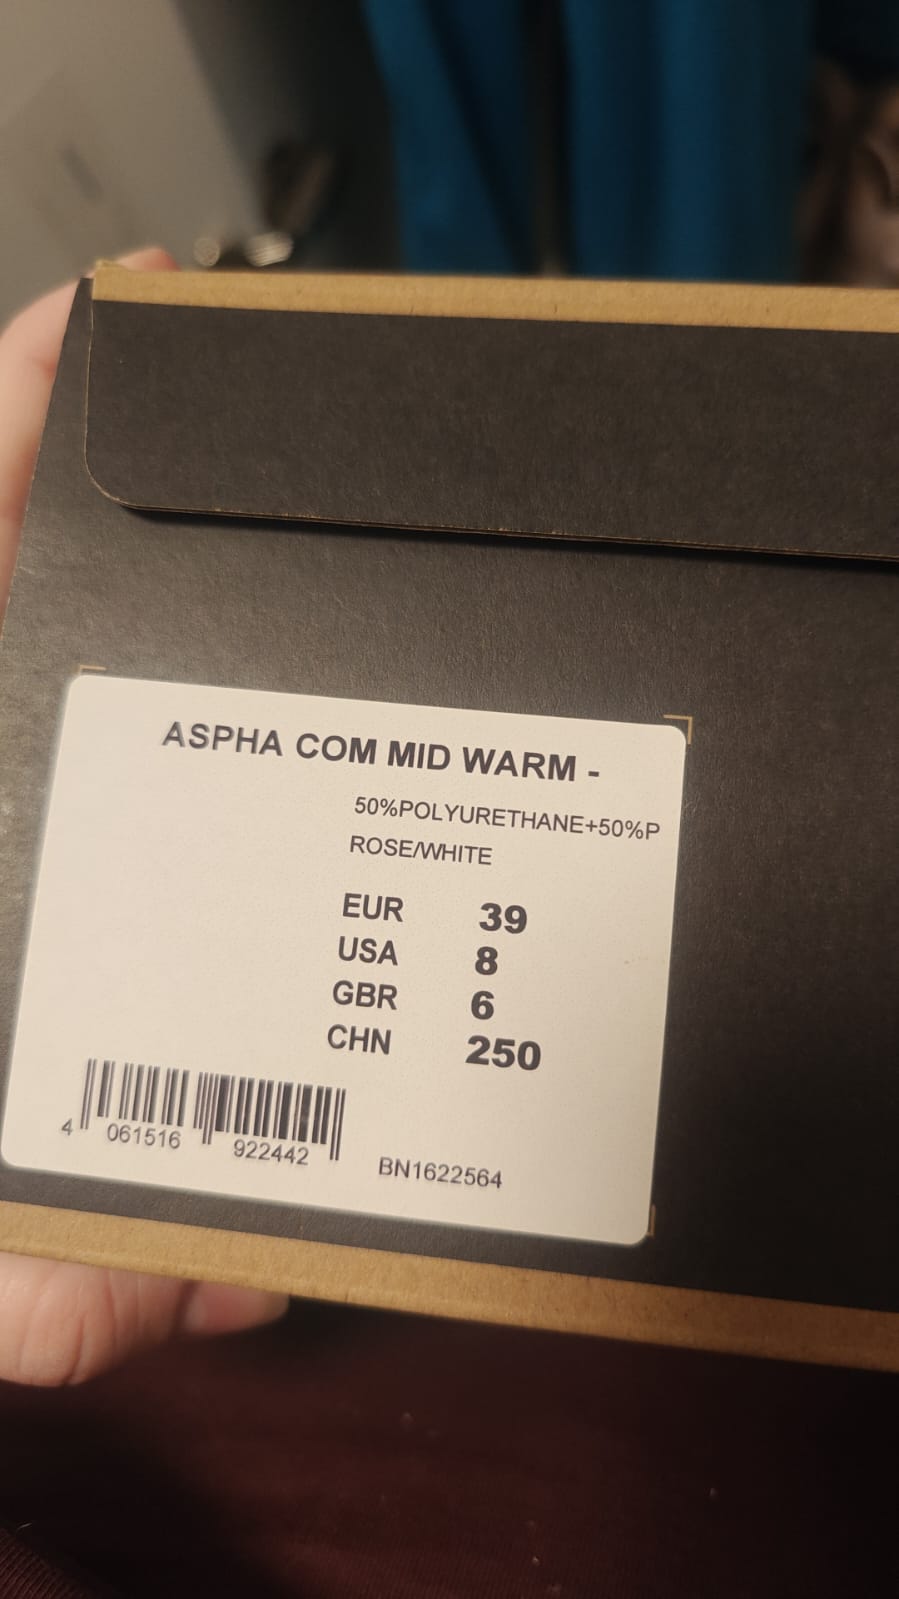 ASPHA COM MID WARM -
50%POLYURETHANE+50%P
ROSE/WHITE
EUR 39
USA 8
GBR 6
CHN 250
4 061516 922442
BN1622564